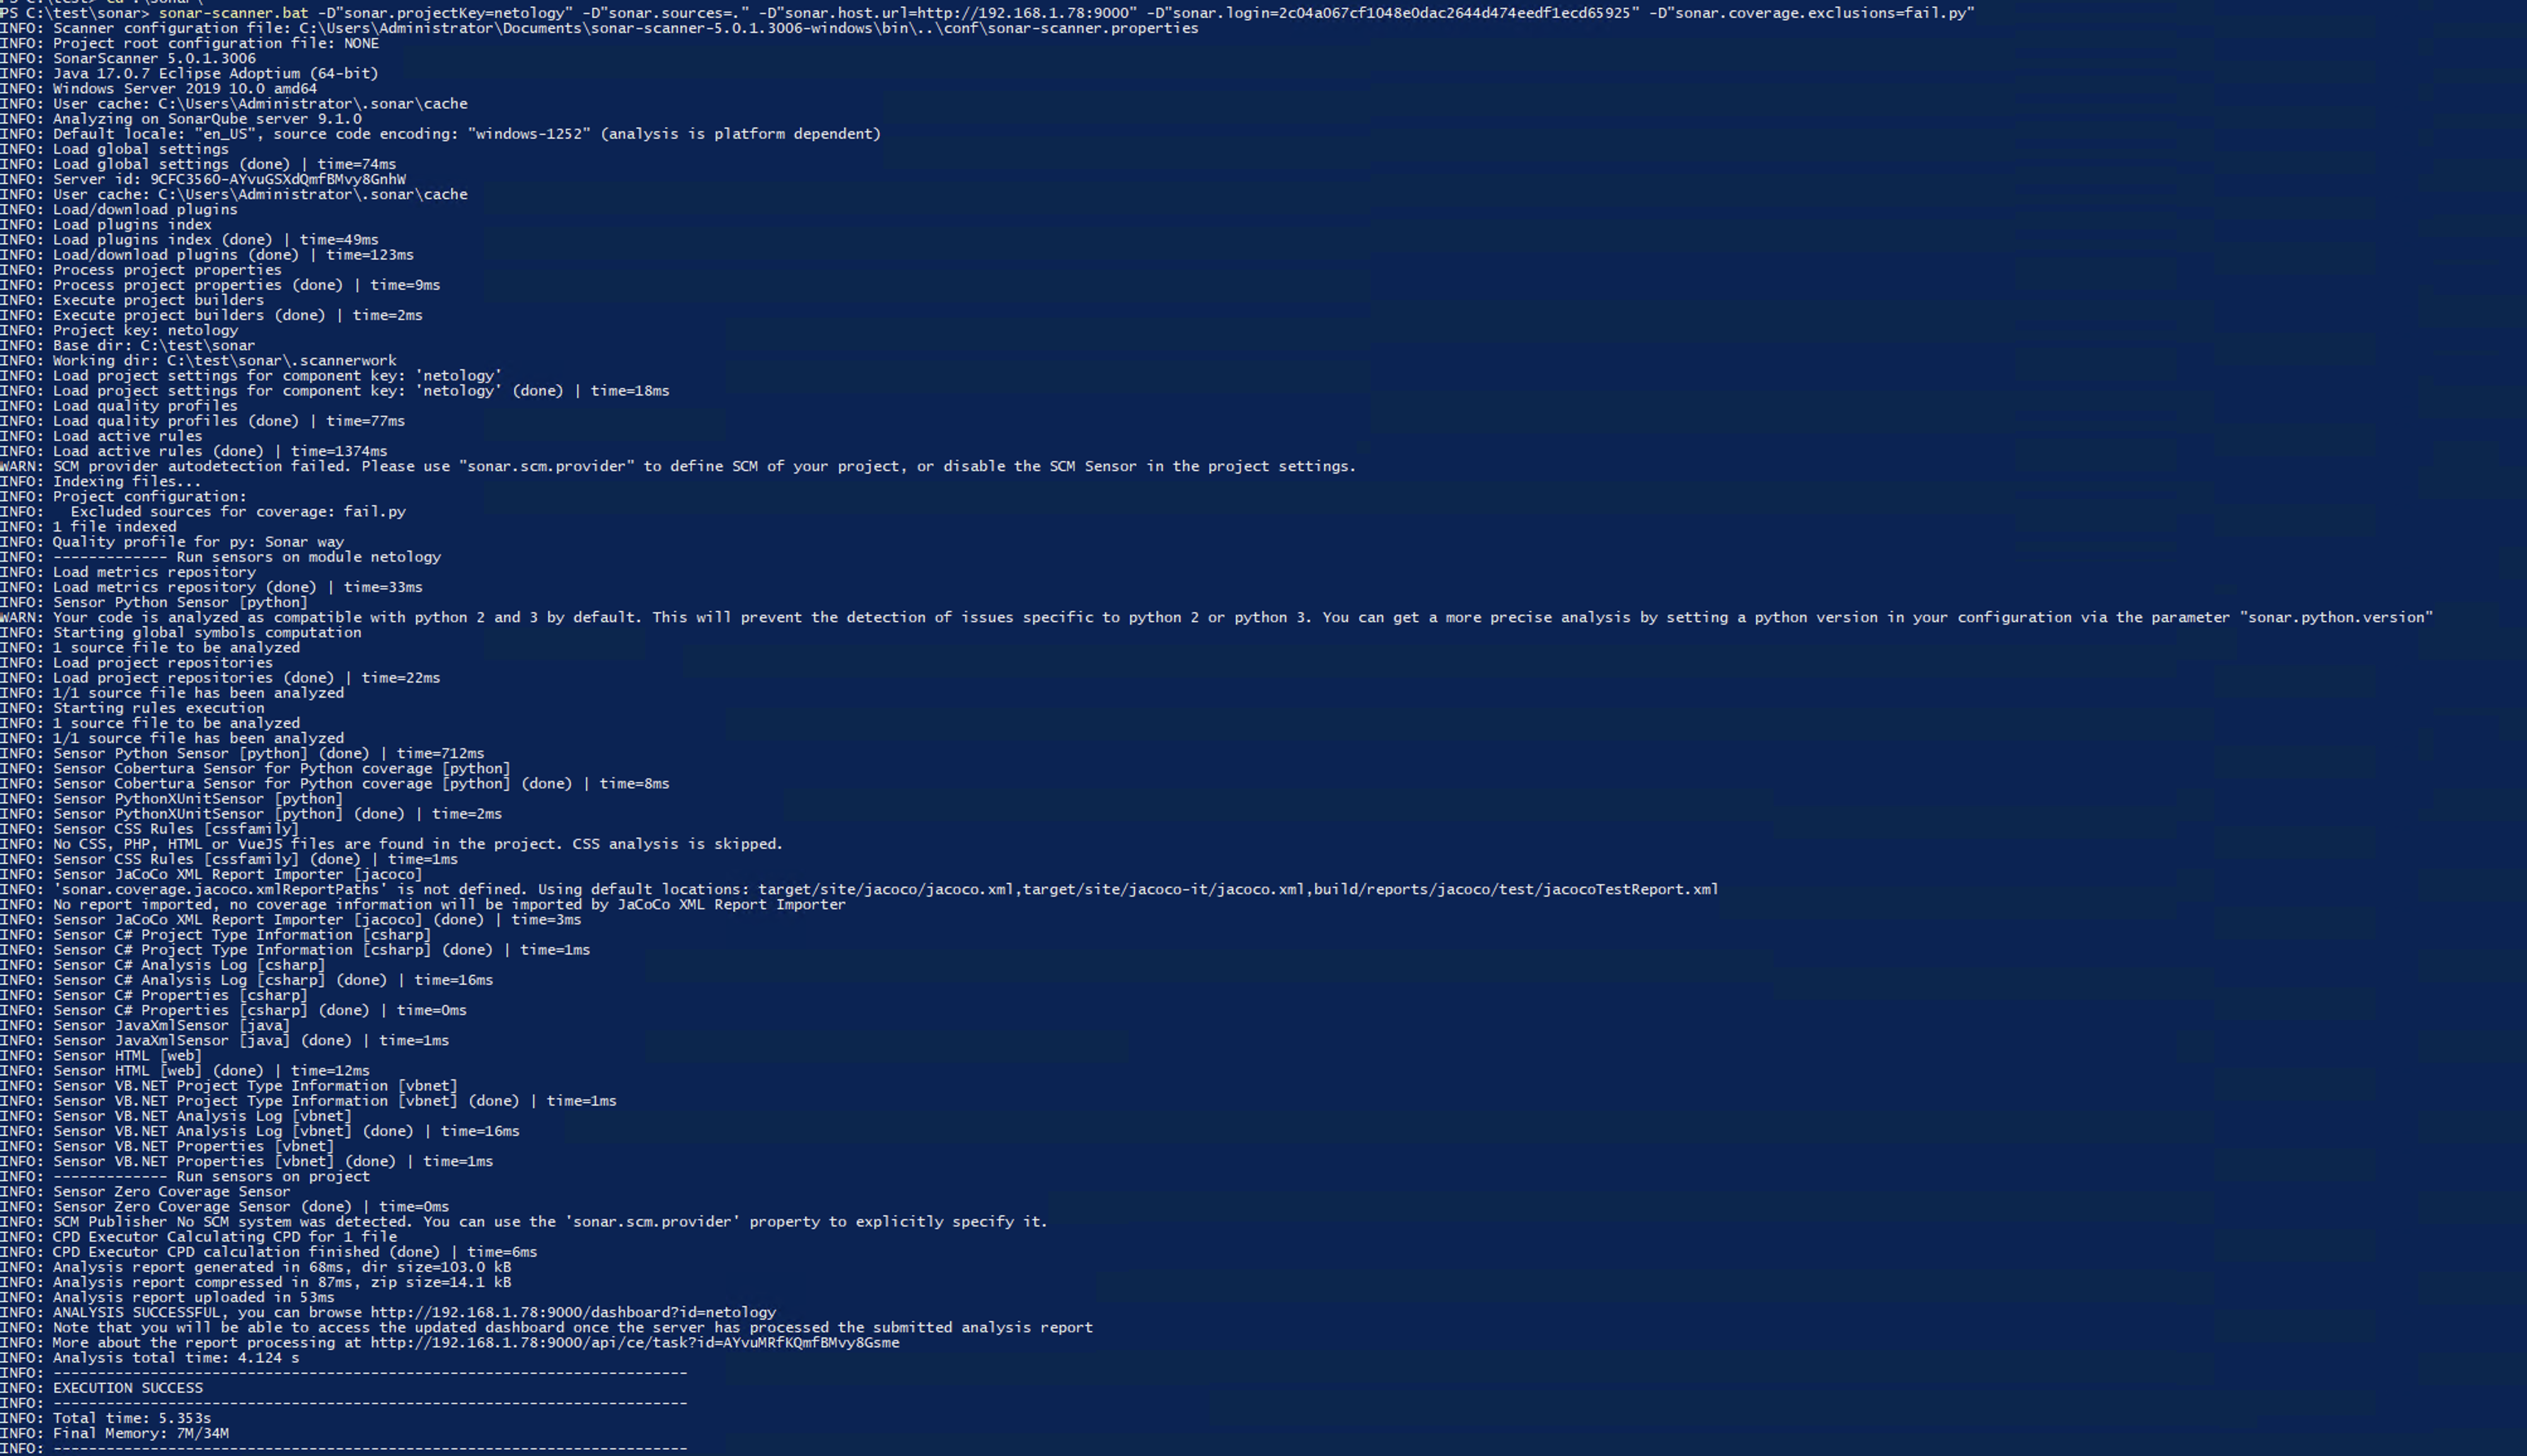 PS C:\test\sonar> sonar-scanner.bat -D"sonar.projectKey=netology" -D"sonar.sources=." -D"sonar.host.url=http://192.168.1.78:9000" -D"sonar.login=2c04a067cf1048e0dac2644d474eedf1ecd65925" -D"sonar.coverage.exclusions=fail.py"
INFO: Scanner configuration file: C:\Users\Administrator\Documents\sonar-scanner-5.0.1.3006-windows\bin\..\conf\sonar-scanner.properties
INFO: Project root configuration file: NONE
INFO: SonarScanner 5.0.1.3006
INFO: Java 17.0.7 Eclipse Adoptium (64-bit)
INFO: Windows Server 2019 10.0 amd64
INFO: User cache: C:\Users\Administrator\.sonar\cache
INFO: Analyzing on SonarQube server 9.1.0
INFO: Default locale: "en_US", source code encoding: "windows-1252" (analysis is platform dependent)
INFO: Load global settings
INFO: Load global settings (done) | time=74ms
INFO: Server id: 9CFC3560-AYvuGSXdQmfBMvy8GnhW
INFO: User cache: C:\Users\Administrator\.sonar\cache
INFO: Load/download plugins
INFO: Load plugins index
INFO: Load plugins index (done) | time=49ms
INFO: Load/download plugins (done) | time=123ms
INFO: Process project properties
INFO: Process project properties (done) | time=9ms
INFO: Execute project builders
INFO: Execute project builders (done) | time=2ms
INFO: Project key: netology
INFO: Base dir: C:\test\sonar
INFO: Working dir: C:\test\sonar\.scannerwork
INFO: Load project settings for component key: 'netology'
INFO: Load project settings for component key: 'netology' (done) | time=18ms
INFO: Load quality profiles
INFO: Load quality profiles (done) | time=77ms
INFO: Load active rules
INFO: Load active rules (done) | time=1374ms
WARN: SCM provider autodetection failed. Please use "sonar.scm.provider" to define SCM of your project, or disable the SCM Sensor in the project settings.
INFO: Indexing files...
INFO: Project configuration:
INFO:   Excluded sources for coverage: fail.py
INFO: 1 file indexed
INFO: Quality profile for py: Sonar way
INFO: ------------- Run sensors on module netology
INFO: Load metrics repository
INFO: Load metrics repository (done) | time=33ms
INFO: Sensor Python Sensor [python]
WARN: Your code is analyzed as compatible with python 2 and 3 by default. This will prevent the detection of issues specific to python 2 or python 3. You can get a more precise analysis by setting a python version in your configuration via the parameter "sonar.python.version"
INFO: Starting global symbols computation
INFO: 1 source file to be analyzed
INFO: Load project repositories
INFO: Load project repositories (done) | time=22ms
INFO: 1/1 source file has been analyzed
INFO: Starting rules execution
INFO: 1 source file to be analyzed
INFO: 1/1 source file has been analyzed
INFO: Sensor Python Sensor [python] (done) | time=712ms
INFO: Sensor Cobertura Sensor for Python coverage [python]
INFO: Sensor Cobertura Sensor for Python coverage [python] (done) | time=8ms
INFO: Sensor PythonXUnitSensor [python]
INFO: Sensor PythonXUnitSensor [python] (done) | time=2ms
INFO: Sensor CSS Rules [cssfamily]
INFO: No CSS, PHP, HTML or VueJS files are found in the project. CSS analysis is skipped.
INFO: Sensor CSS Rules [cssfamily] (done) | time=1ms
INFO: Sensor JaCoCo XML Report Importer [jacoco]
INFO: 'sonar.coverage.jacoco.xmlReportPaths' is not defined. Using default locations: target/site/jacoco/jacoco.xml,target/site/jacoco-it/jacoco.xml,build/reports/jacoco/test/jacocoTestReport.xml
INFO: No report imported, no coverage information will be imported by JaCoCo XML Report Importer
INFO: Sensor JaCoCo XML Report Importer [jacoco] (done) | time=3ms
INFO: Sensor C# Project Type Information [csharp]
INFO: Sensor C# Project Type Information [csharp] (done) | time=1ms
INFO: Sensor C# Analysis Log [csharp]
INFO: Sensor C# Analysis Log [csharp] (done) | time=16ms
INFO: Sensor C# Properties [csharp]
INFO: Sensor C# Properties [csharp] (done) | time=0ms
INFO: Sensor JavaXmlSensor [java]
INFO: Sensor JavaXmlSensor [java] (done) | time=1ms
INFO: Sensor HTML [web]
INFO: Sensor HTML [web] (done) | time=12ms
INFO: Sensor VB.NET Project Type Information [vbnet]
INFO: Sensor VB.NET Project Type Information [vbnet] (done) | time=1ms
INFO: Sensor VB.NET Analysis Log [vbnet]
INFO: Sensor VB.NET Analysis Log [vbnet] (done) | time=16ms
INFO: Sensor VB.NET Properties [vbnet]
INFO: Sensor VB.NET Properties [vbnet] (done) | time=1ms
INFO: ------------- Run sensors on project
INFO: Sensor Zero Coverage Sensor
INFO: Sensor Zero Coverage Sensor (done) | time=0ms
INFO: SCM Publisher No SCM system was detected. You can use the 'sonar.scm.provider' property to explicitly specify it.
INFO: CPD Executor Calculating CPD for 1 file
INFO: CPD Executor CPD calculation finished (done) | time=6ms
INFO: Analysis report generated in 68ms, dir size=103.0 kB
INFO: Analysis report compressed in 87ms, zip size=14.1 kB
INFO: Analysis report uploaded in 53ms
INFO: ANALYSIS SUCCESSFUL, you can browse http://192.168.1.78:9000/dashboard?id=netology
INFO: Note that you will be able to access the updated dashboard once the server has processed the submitted analysis report
INFO: More about the report processing at http://192.168.1.78:9000/api/ce/task?id=AYvuMRfKQmfBMvy8Gsme
INFO: Analysis total time: 4.124 s
INFO: ------------------------------------------------------------------------
INFO: EXECUTION SUCCESS
INFO: ------------------------------------------------------------------------
INFO: Total time: 5.353s
INFO: Final Memory: 7M/34M
INFO: ------------------------------------------------------------------------